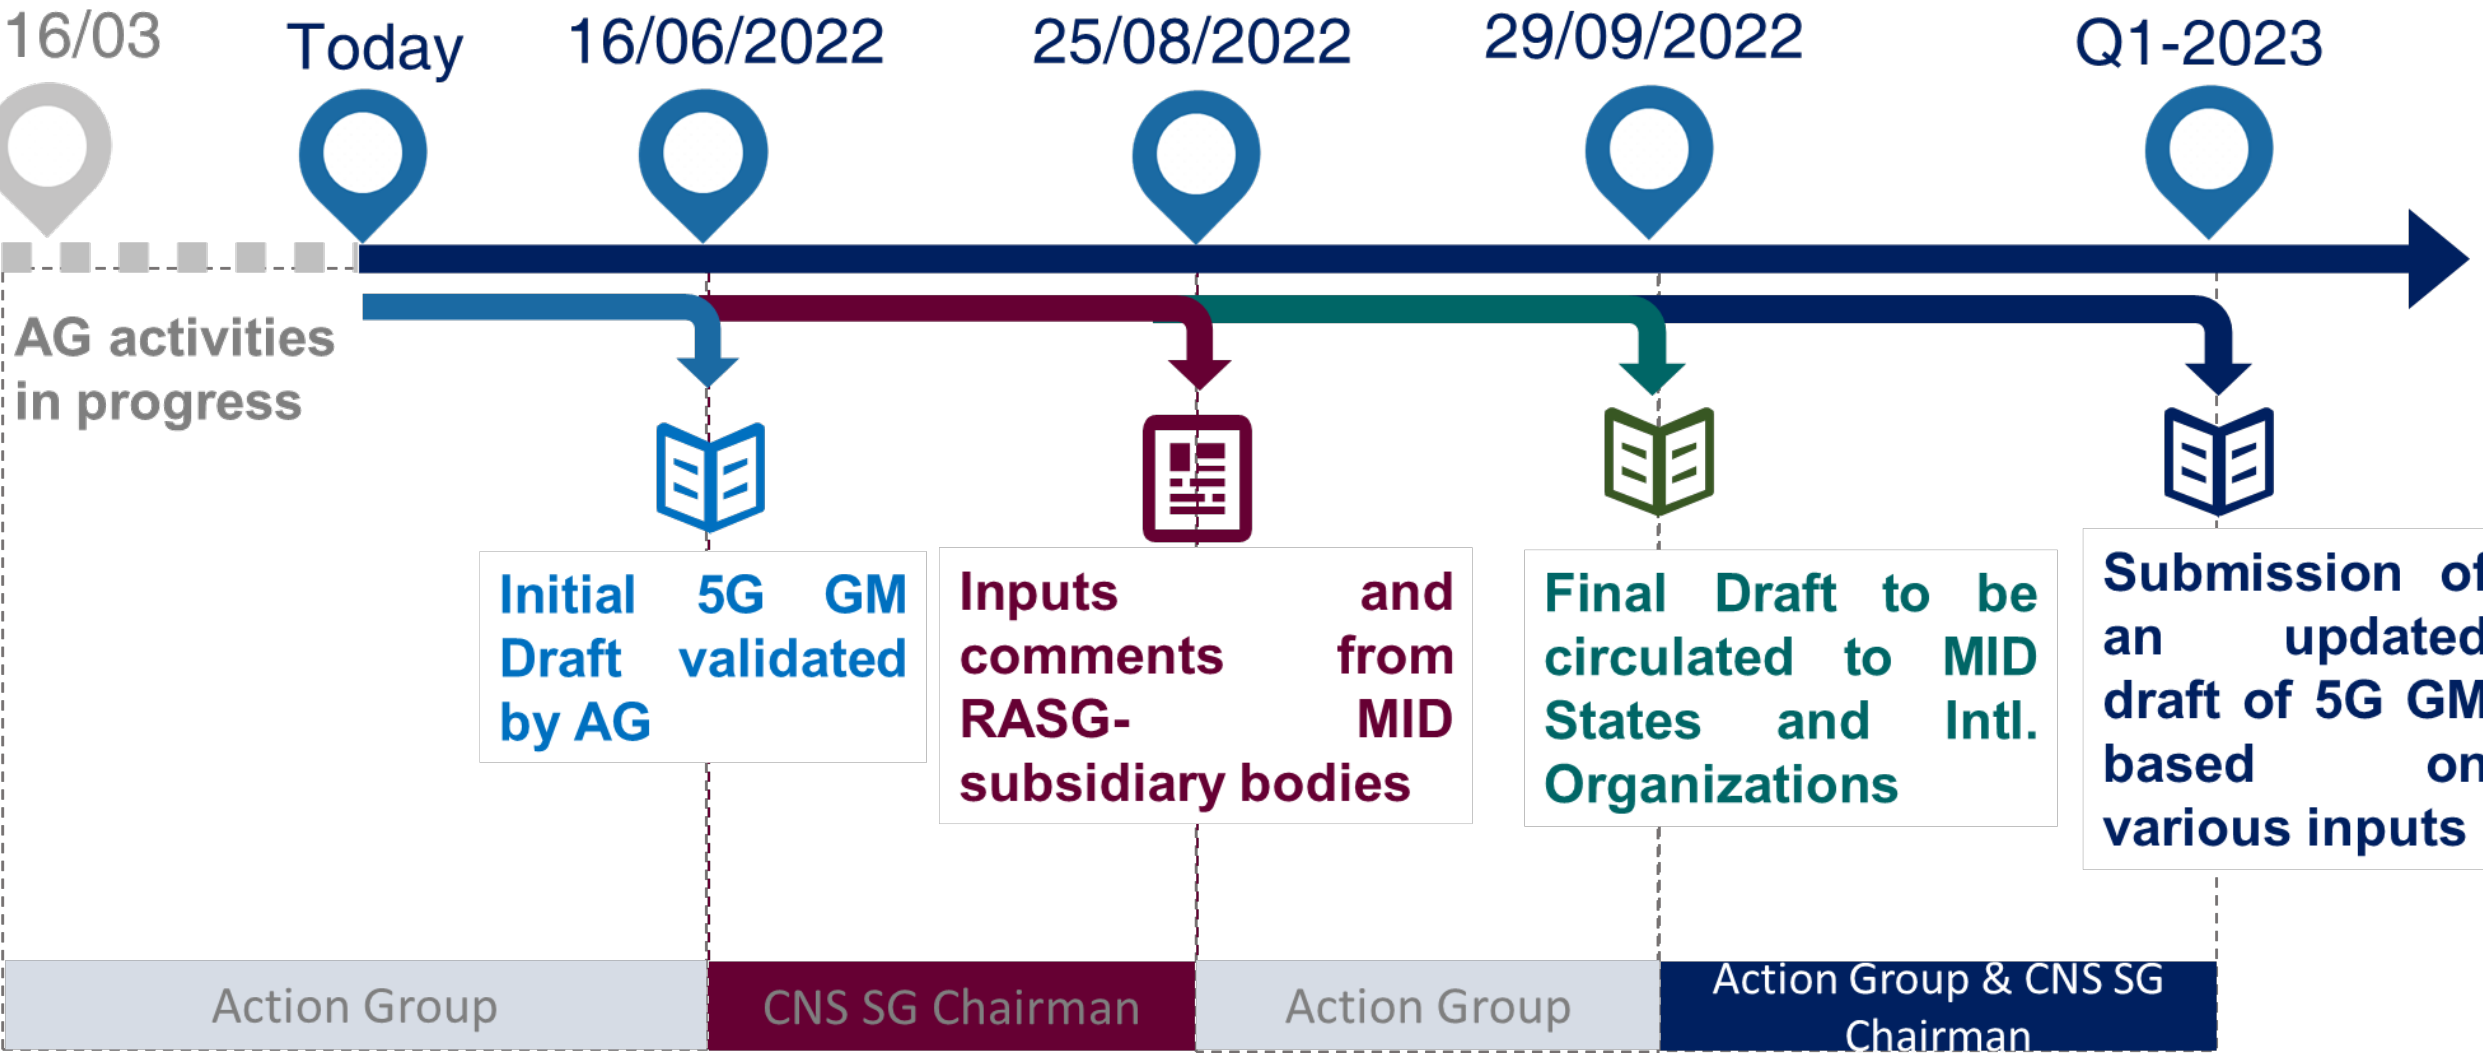 16/03
Today
16/06/2022
25/08/2022
29/09/2022
Q1-2023
AG activities
in progress
Initial 5G GM
Draft validated
by AG
Inputs and
comments from
RASG- MID
subsidiary bodies
Final Draft to be
circulated to MID
States and Intl.
Organizations
Submission of
an updated
draft of 5G GM
based on
various inputs
Action Group
CNS SG Chairman
Action Group
Action Group & CNS SG
Chairman